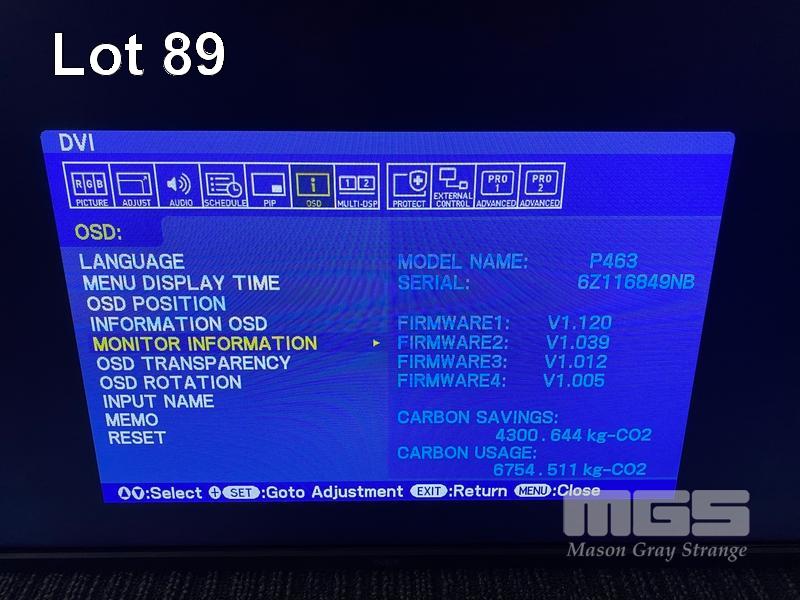 Lot 89
DVI
RGB 1 2 PRO 1 PRO 2
PICTURE ADJUST AUDIO SCHEDULE PIP OSD MULTI-DSP PROTECT EXTERNAL CONTROL ADVANCED ADVANCED
OSD:
LANGUAGE MODEL NAME: P463
MENU DISPLAY TIME SERIAL: 6Z116849NB
OSD POSITION
INFORMATION OSD FIRMWARE1: V1.120
MONITOR INFORMATION FIRMWARE2: V1.039
OSD TRANSPARENCY FIRMWARE3: V1.012
OSD ROTATION FIRMWARE4: V1.005
INPUT NAME
MEMO CARBON SAVINGS:
RESET 4300.644 kg-CO2
CARBON USAGE:
6754.511 kg-CO2
:Select SET:Goto Adjustment EXIT:Return MENU:Close
MGS
Mason Gray Strange